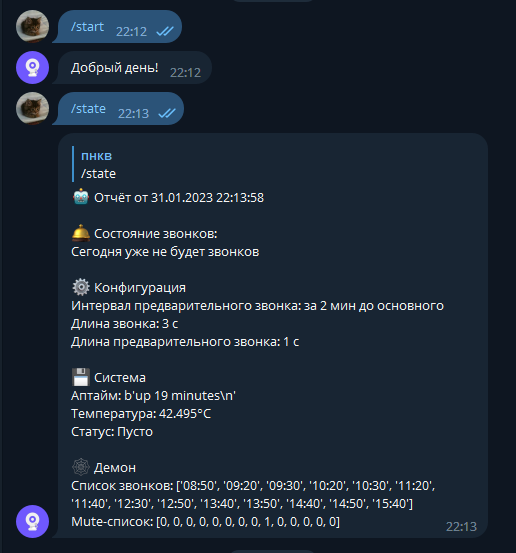 /start 22:12
Добрый день! 22:12
/state 22:13
пнкв
/state
Отчёт от 31.01.2023 22:13:58
Состояние звонков:
Сегодня уже не будет звонков
Конфигурация
Интервал предварительного звонка: за 2 мин до основного
Длина звонка: 3 с
Длина предварительного звонка: 1 с
Система
Аптайм: b'up 19 minutes\n'
Температура: 42.495°C
Статус: Пусто
Демон
Список звонков: ['08:50', '09:20', '09:30', '10:20', '10:30', '11:20',
'11:40', '12:30', '12:50', '13:40', '13:50', '14:40', '14:50', '15:40']
Mute-список: [0, 0, 0, 0, 0, 0, 0, 0, 1, 0, 0, 0, 0, 0]
22:13